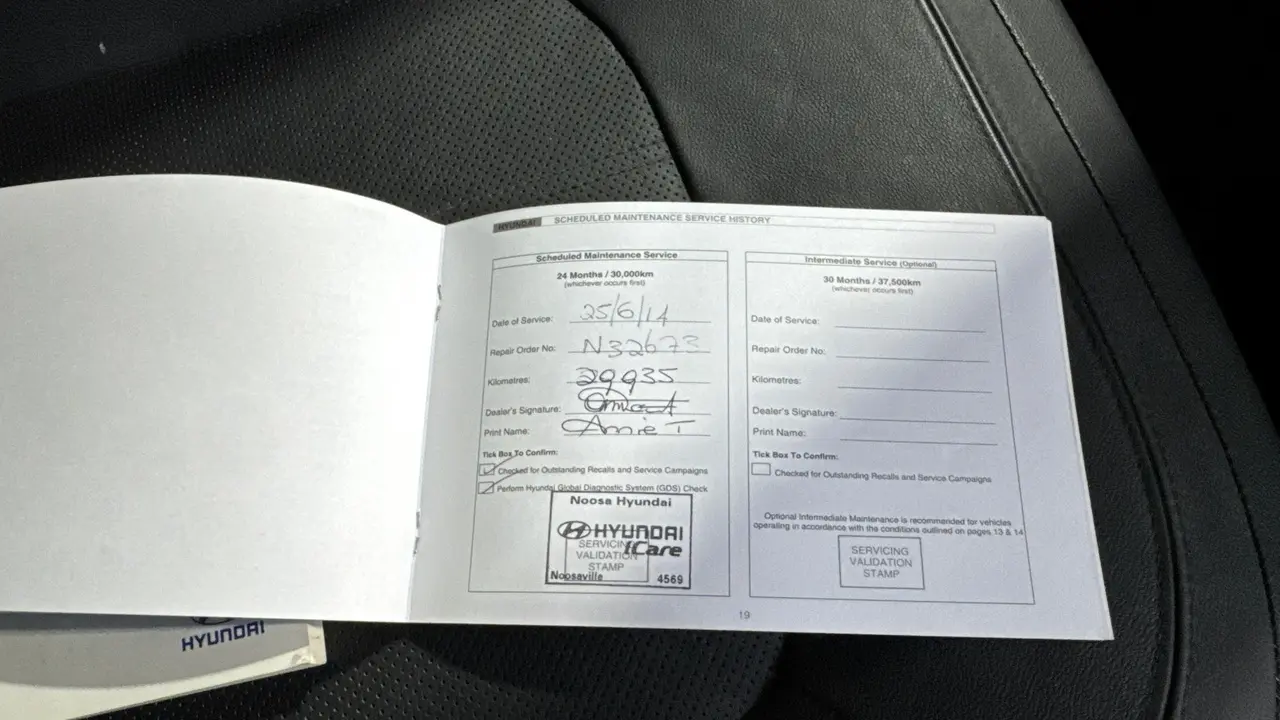 HYUNDAI SCHEDULED MAINTENANCE SERVICE HISTORY
Scheduled Maintenance Service
24 Months / 30,000km
(whichever occurs first)
Date of Service: 25/6/14
Repair Order No: N32673
Kilometres: 29935
Dealer's Signature:
Print Name: Amie T
Tick Box To Confirm:
Checked for Outstanding Recalls and Service Campaigns
Perform Hyundai Global Diagnostic System (GDS) Check
Noosa Hyundai
HYUNDAI
iCare
SERVICING
VALIDATION
STAMP
Noosaville 4569
Intermediate Service (Optional)
30 Months / 37,500km
(whichever occurs first)
Date of Service:
Repair Order No:
Kilometres:
Dealer's Signature:
Print Name:
Tick Box To Confirm:
Checked for Outstanding Recalls and Service Campaigns
Optional Intermediate Maintenance is recommended for vehicles
operating in accordance with the conditions outlined on pages 13 & 14
SERVICING
VALIDATION
STAMP
19
HYUNDAI